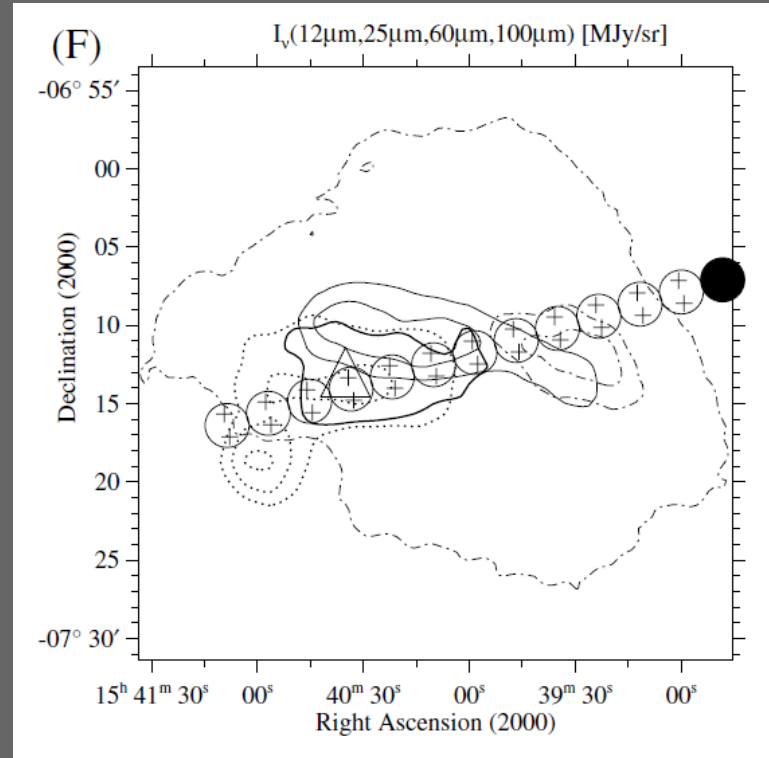 (F)
I_ν(12μm,25μm,60μm,100μm) [MJy/sr]
-06° 55′
00
05
10
15
20
25
-07° 30′
Declination (2000)
15ʰ 41ᵐ 30ˢ 00ˢ 40ᵐ 30ˢ 00ˢ 39ᵐ 30ˢ 00ˢ
Right Ascension (2000)